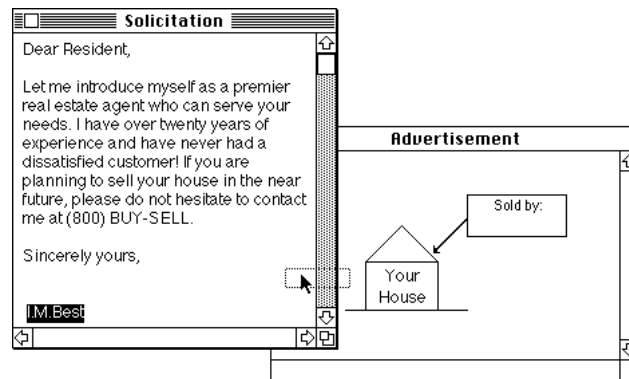 Solicitation
Dear Resident,
Let me introduce myself as a premier
real estate agent who can serve your
needs. I have over twenty years of
experience and have never had a
dissatisfied customer! If you are
planning to sell your house in the near
future, please do not hesitate to contact
me at (800) BUY-SELL.
Sincerely yours,
I.M.Best
Advertisement
Sold by:
Your
House